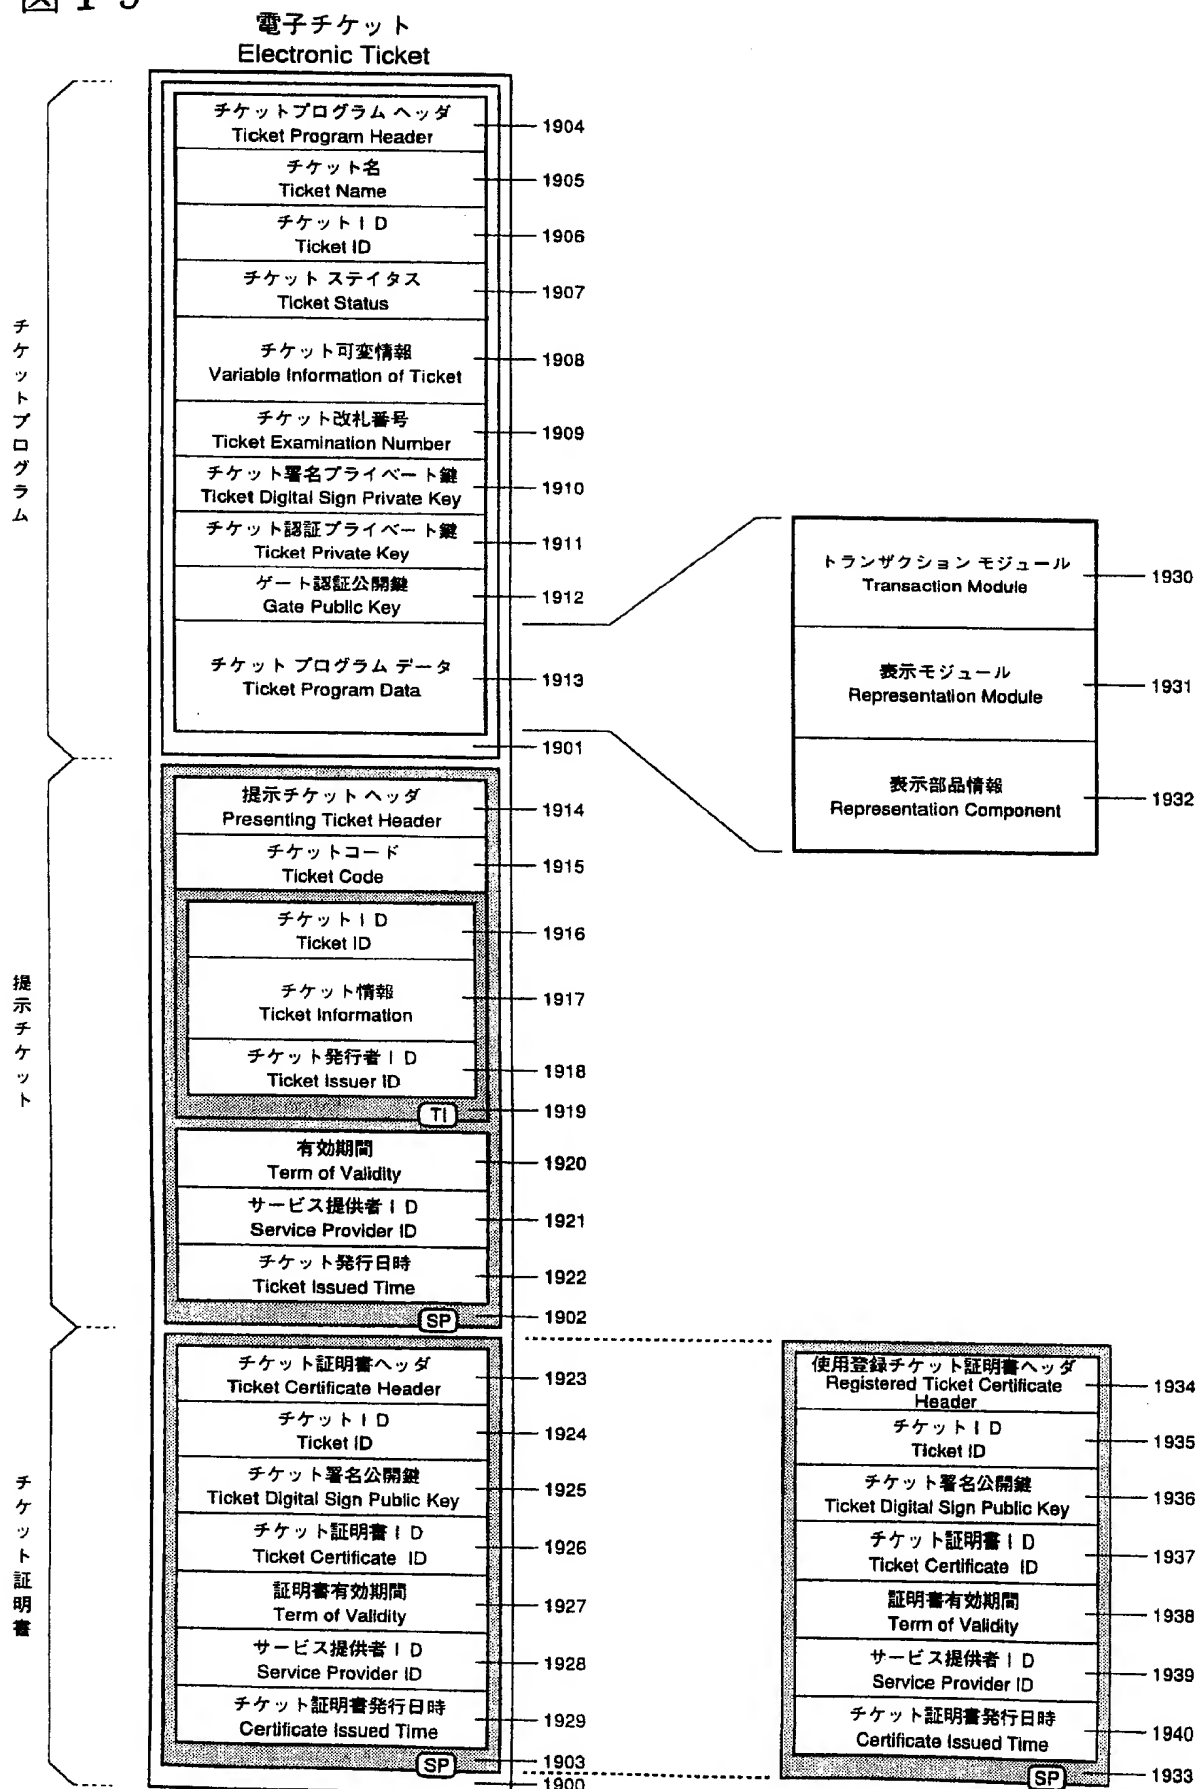 図19
電子チケット
Electronic Ticket
チケットプログラム
チケットプログラム ヘッダ
Ticket Program Header
1904
チケット名
Ticket Name
1905
チケットID
Ticket ID
1906
チケット ステイタス
Ticket Status
1907
チケット可変情報
Variable Information of Ticket
1908
チケット改札番号
Ticket Examination Number
1909
チケット署名プライベート鍵
Ticket Digital Sign Private Key
1910
チケット認証プライベート鍵
Ticket Private Key
1911
ゲート認証公開鍵
Gate Public Key
1912
チケット プログラム データ
Ticket Program Data
1913
1901
トランザクション モジュール
Transaction Module
1930
表示モジュール
Representation Module
1931
表示部品情報
Representation Component
1932
提示チケット
提示チケット ヘッダ
Presenting Ticket Header
1914
チケットコード
Ticket Code
1915
チケットID
Ticket ID
1916
チケット情報
Ticket Information
1917
チケット発行者ID
Ticket Issuer ID
1918
TI
1919
有効期間
Term of Validity
1920
サービス提供者ID
Service Provider ID
1921
チケット発行日時
Ticket Issued Time
1922
SP
1902
チケット証明書
チケット証明書ヘッダ
Ticket Certificate Header
1923
チケットID
Ticket ID
1924
チケット署名公開鍵
Ticket Digital Sign Public Key
1925
チケット証明書ID
Ticket Certificate ID
1926
証明書有効期間
Term of Validity
1927
サービス提供者ID
Service Provider ID
1928
チケット証明書発行日時
Certificate Issued Time
1929
SP
1903
1900
使用登録チケット証明書ヘッダ
Registered Ticket Certificate
Header
1934
チケットID
Ticket ID
1935
チケット署名公開鍵
Ticket Digital Sign Public Key
1936
チケット証明書ID
Ticket Certificate ID
1937
証明書有効期間
Term of Validity
1938
サービス提供者ID
Service Provider ID
1939
チケット証明書発行日時
Certificate Issued Time
1940
SP
1933